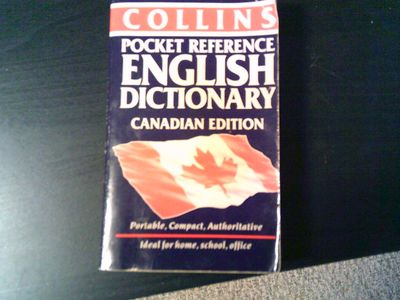 COLLINS
POCKET REFERENCE
ENGLISH
DICTIONARY
CANADIAN EDITION
Portable, Compact, Authoritative
Ideal for home, school, office